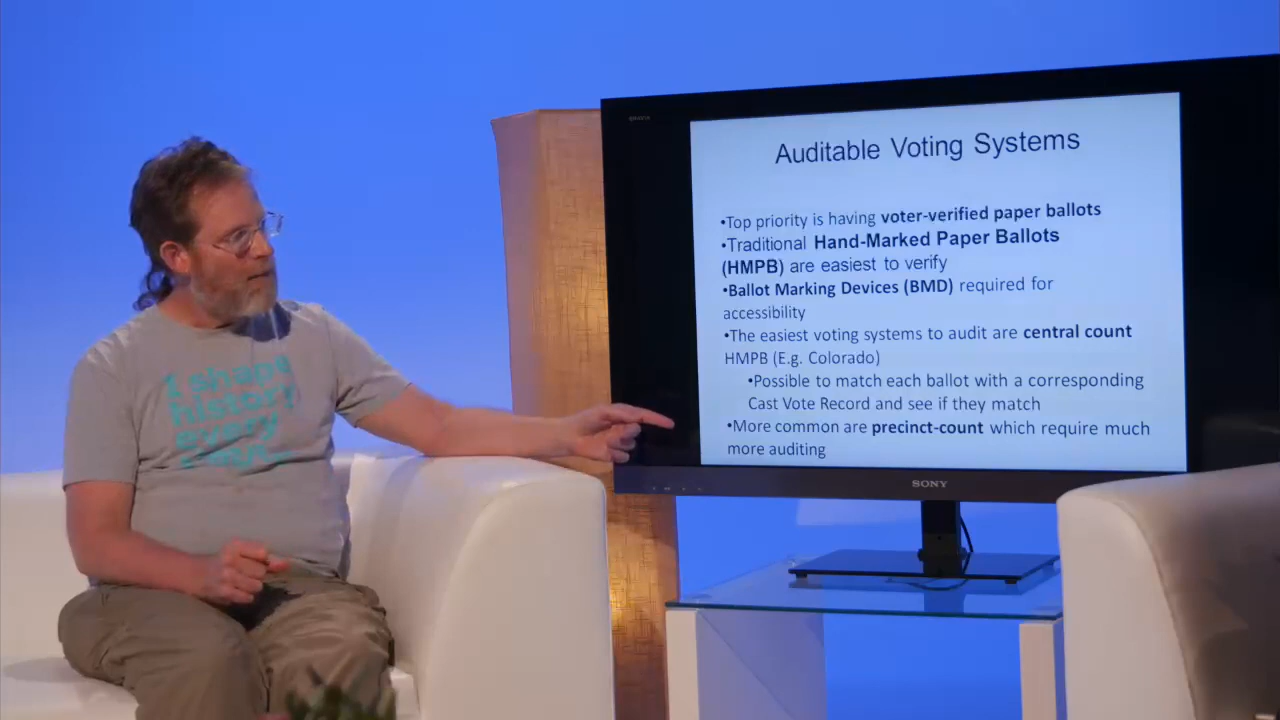 Auditable Voting Systems
•Top priority is having voter-verified paper ballots
•Traditional Hand-Marked Paper Ballots
(HMPB) are easiest to verify
•Ballot Marking Devices (BMD) required for
accessibility
•The easiest voting systems to audit are central count
HMPB (E.g. Colorado)
•Possible to match each ballot with a corresponding
Cast Vote Record and see if they match
•More common are precinct-count which require much
more auditing
SONY
I shape
history
every